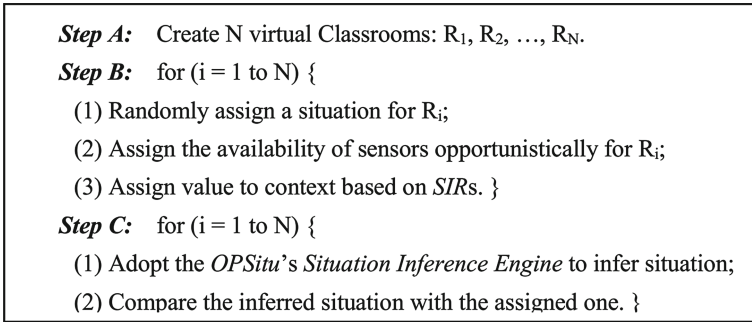 Step A: Create N virtual Classrooms: R₁, R₂, …, R_N.
Step B: for (i = 1 to N) {
(1) Randomly assign a situation for Rᵢ;
(2) Assign the availability of sensors opportunistically for Rᵢ;
(3) Assign value to context based on SIRs. }
Step C: for (i = 1 to N) {
(1) Adopt the OPSitu's Situation Inference Engine to infer situation;
(2) Compare the inferred situation with the assigned one. }